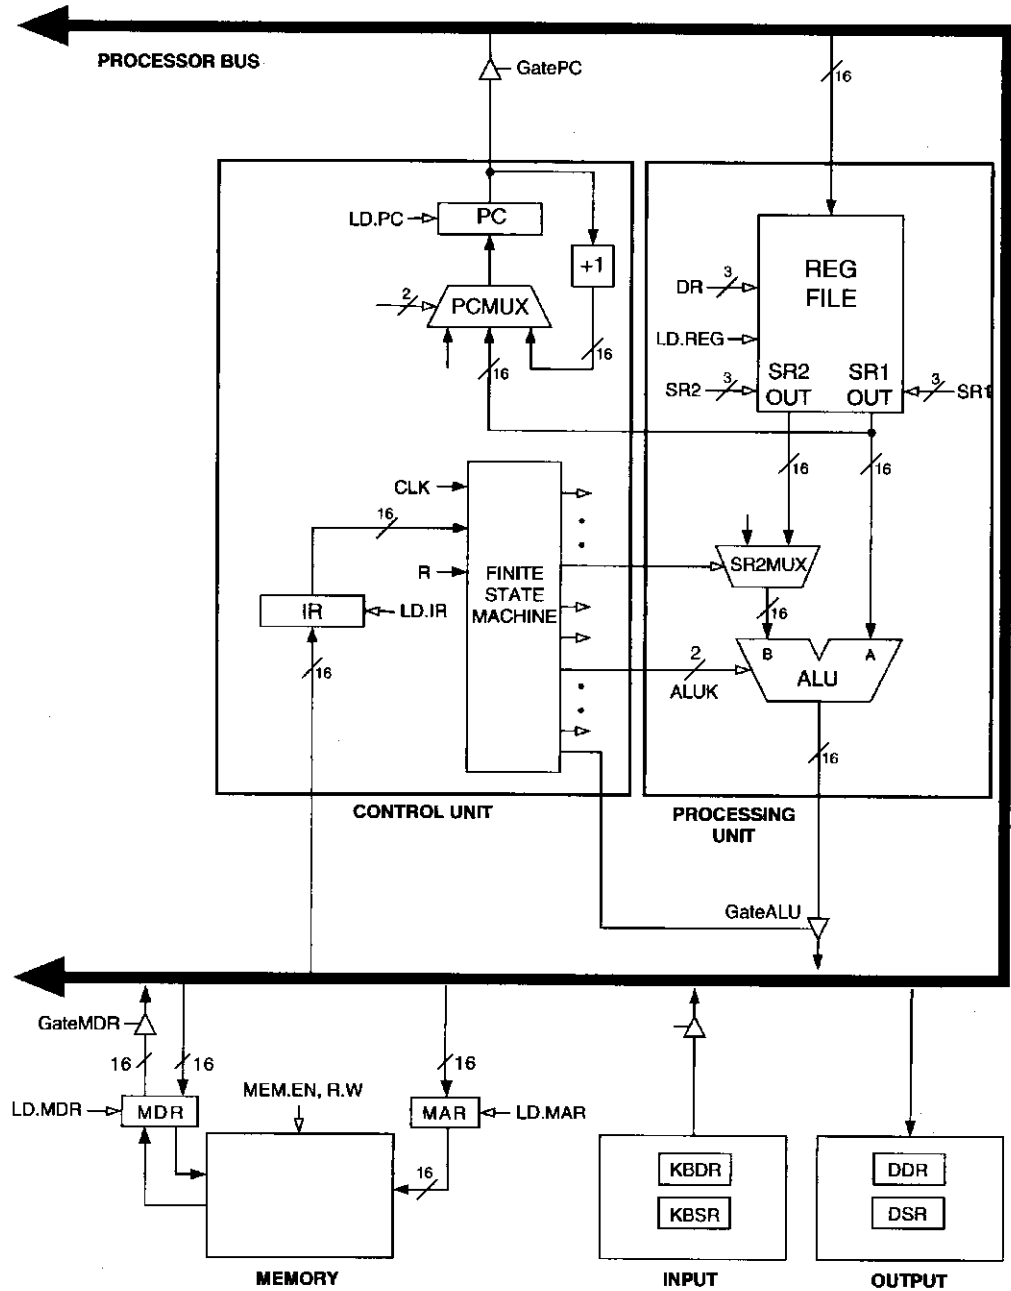 PROCESSOR BUS
GatePC
16
LD.PC
PC
+1
2
PCMUX
16
16
REG
FILE
DR
3
LD.REG
SR2
3
SR2
OUT
SR1
OUT
3
SR1
16
16
CLK
16
R
FINITE
STATE
MACHINE
IR
LD.IR
16
SR2MUX
16
B
A
ALU
2
ALUK
16
CONTROL UNIT
PROCESSING
UNIT
GateALU
GateMDR
16
16
16
LD.MDR
MDR
MEM.EN, R.W
MAR
LD.MAR
16
KBDR
KBSR
DDR
DSR
MEMORY
INPUT
OUTPUT